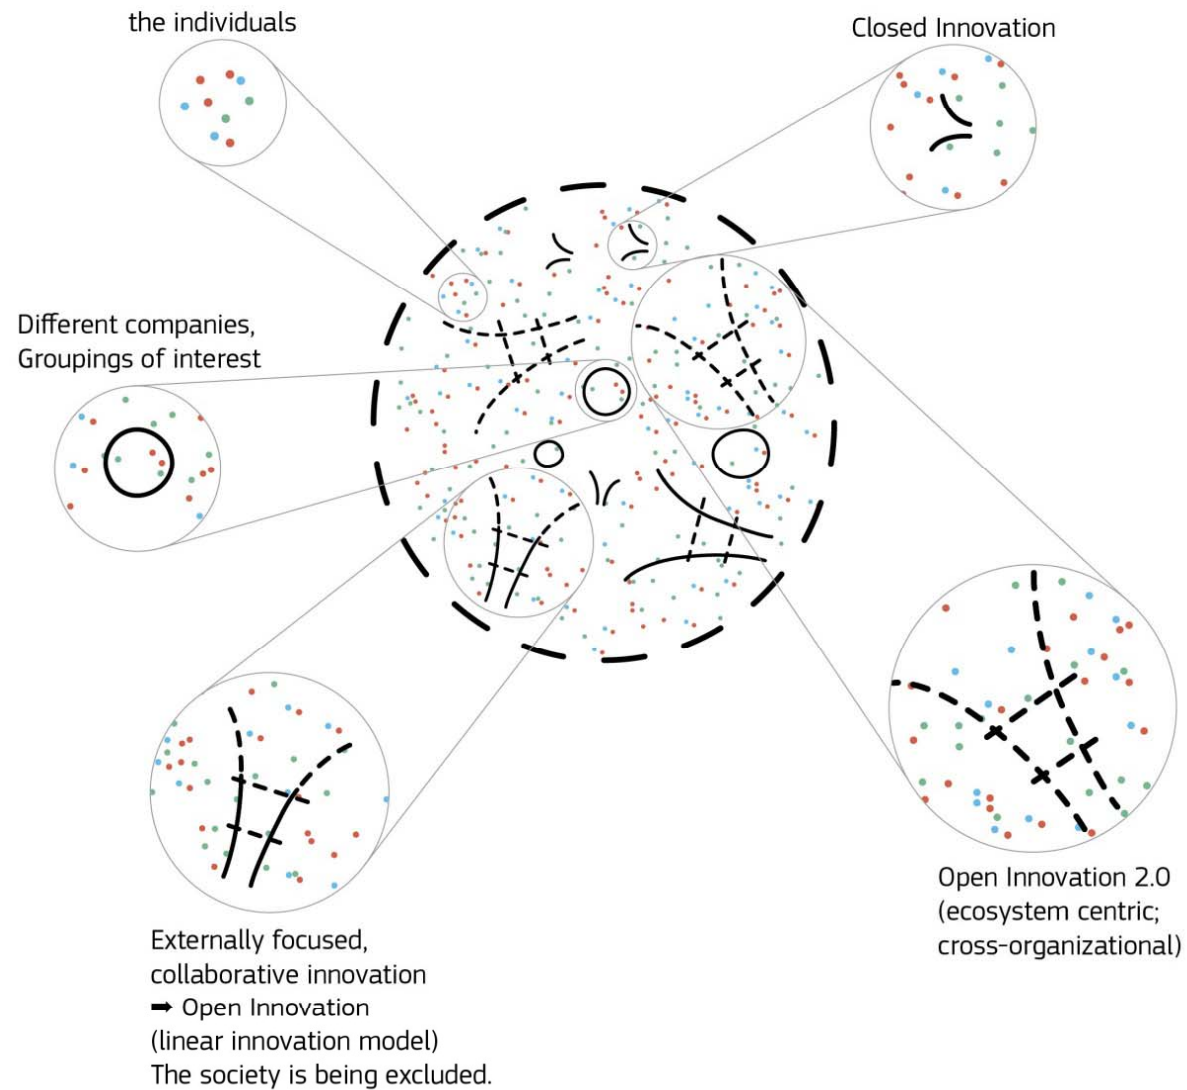 the individuals
Closed Innovation
Different companies,
Groupings of interest
Open Innovation 2.0
(ecosystem centric;
cross-organizational)
Externally focused,
collaborative innovation
➡ Open Innovation
(linear innovation model)
The society is being excluded.